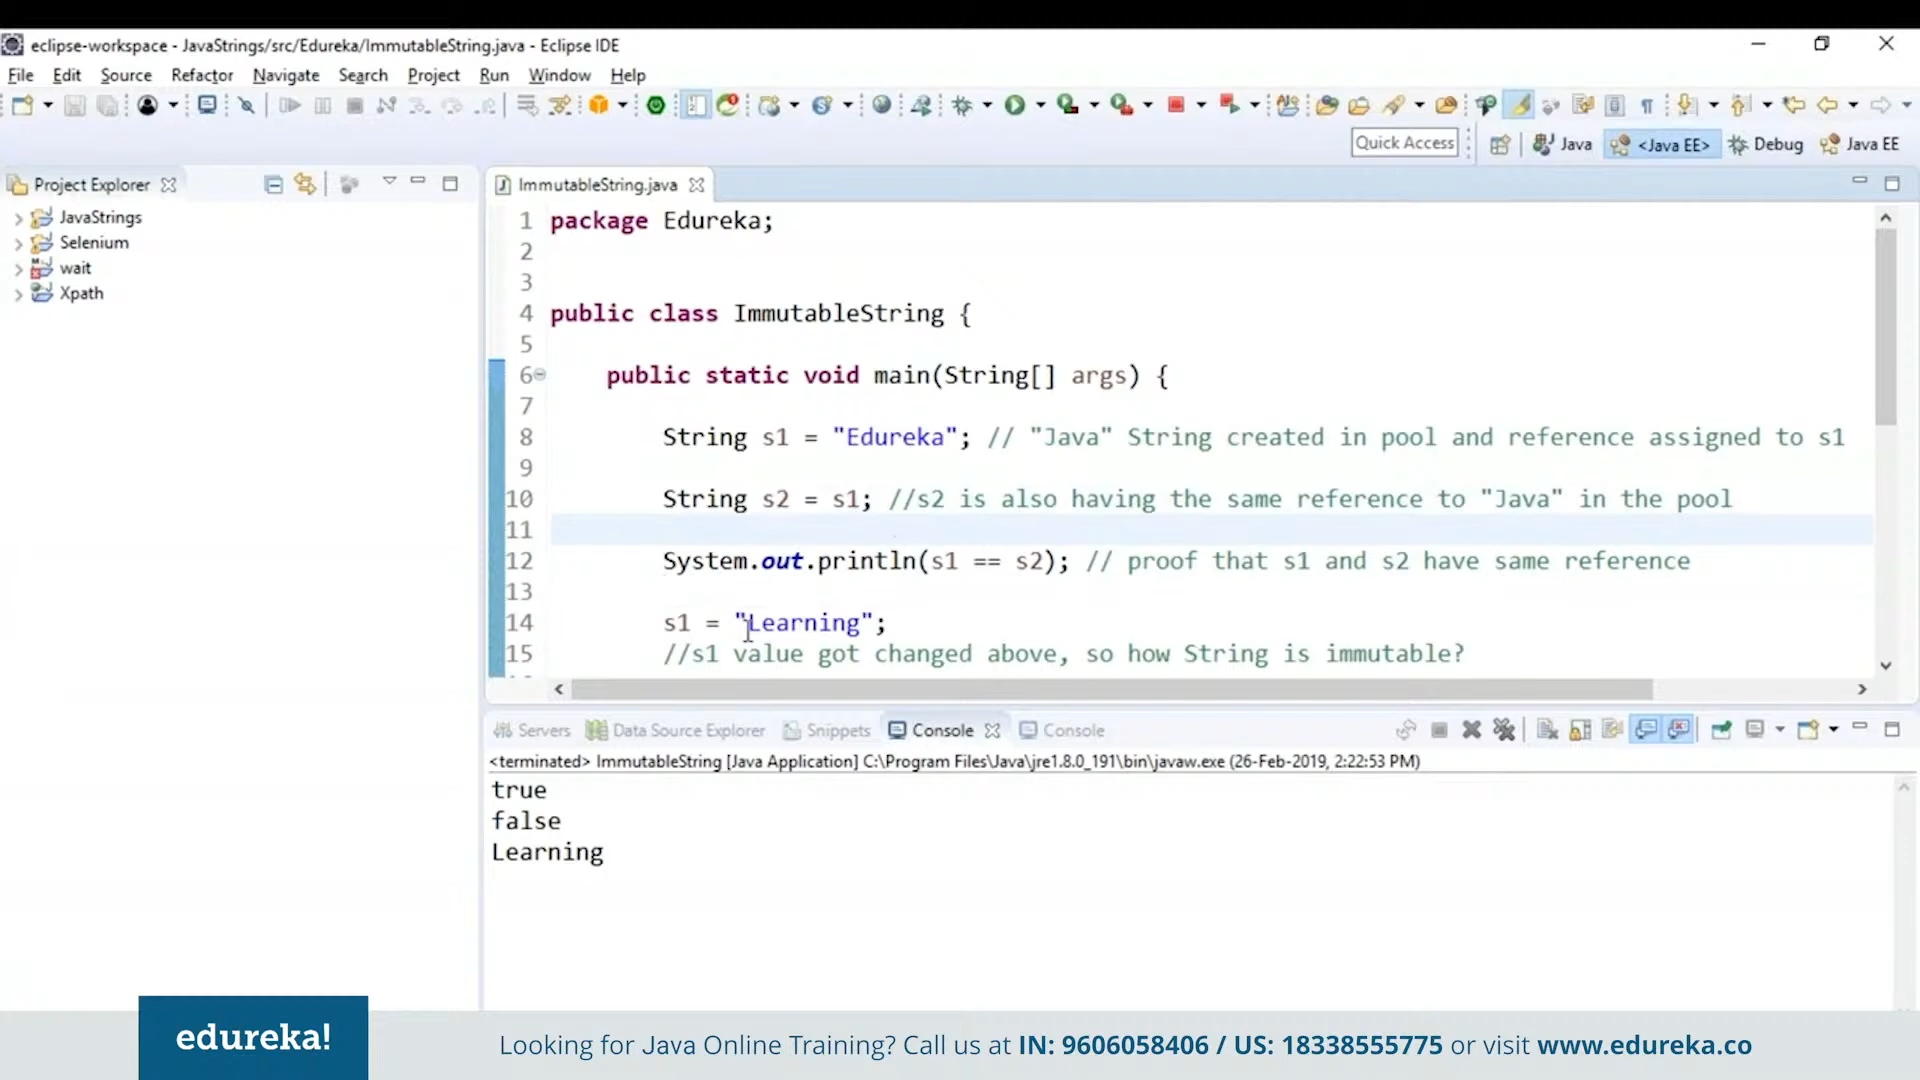 eclipse-workspace - JavaStrings/src/Edureka/ImmutableString.java - Eclipse IDE
File Edit Source Refactor Navigate Search Project Run Window Help
Quick Access Java <Java EE> Debug Java EE
Project Explorer
JavaStrings
Selenium
wait
Xpath
ImmutableString.java
1 package Edureka;
2
3
4 public class ImmutableString {
5
6 public static void main(String[] args) {
7
8 String s1 = "Edureka"; // "Java" String created in pool and reference assigned to s1
9
10 String s2 = s1; //s2 is also having the same reference to "Java" in the pool
11
12 System.out.println(s1 == s2); // proof that s1 and s2 have same reference
13
14 s1 = "Learning";
15 //s1 value got changed above, so how String is immutable?
Servers Data Source Explorer Snippets Console Console
<terminated> ImmutableString [Java Application] C:\Program Files\Java\jre1.8.0_191\bin\javaw.exe (26-Feb-2019, 2:22:53 PM)
true
false
Learning
edureka!
Looking for Java Online Training? Call us at IN: 9606058406 / US: 18338555775 or visit www.edureka.co